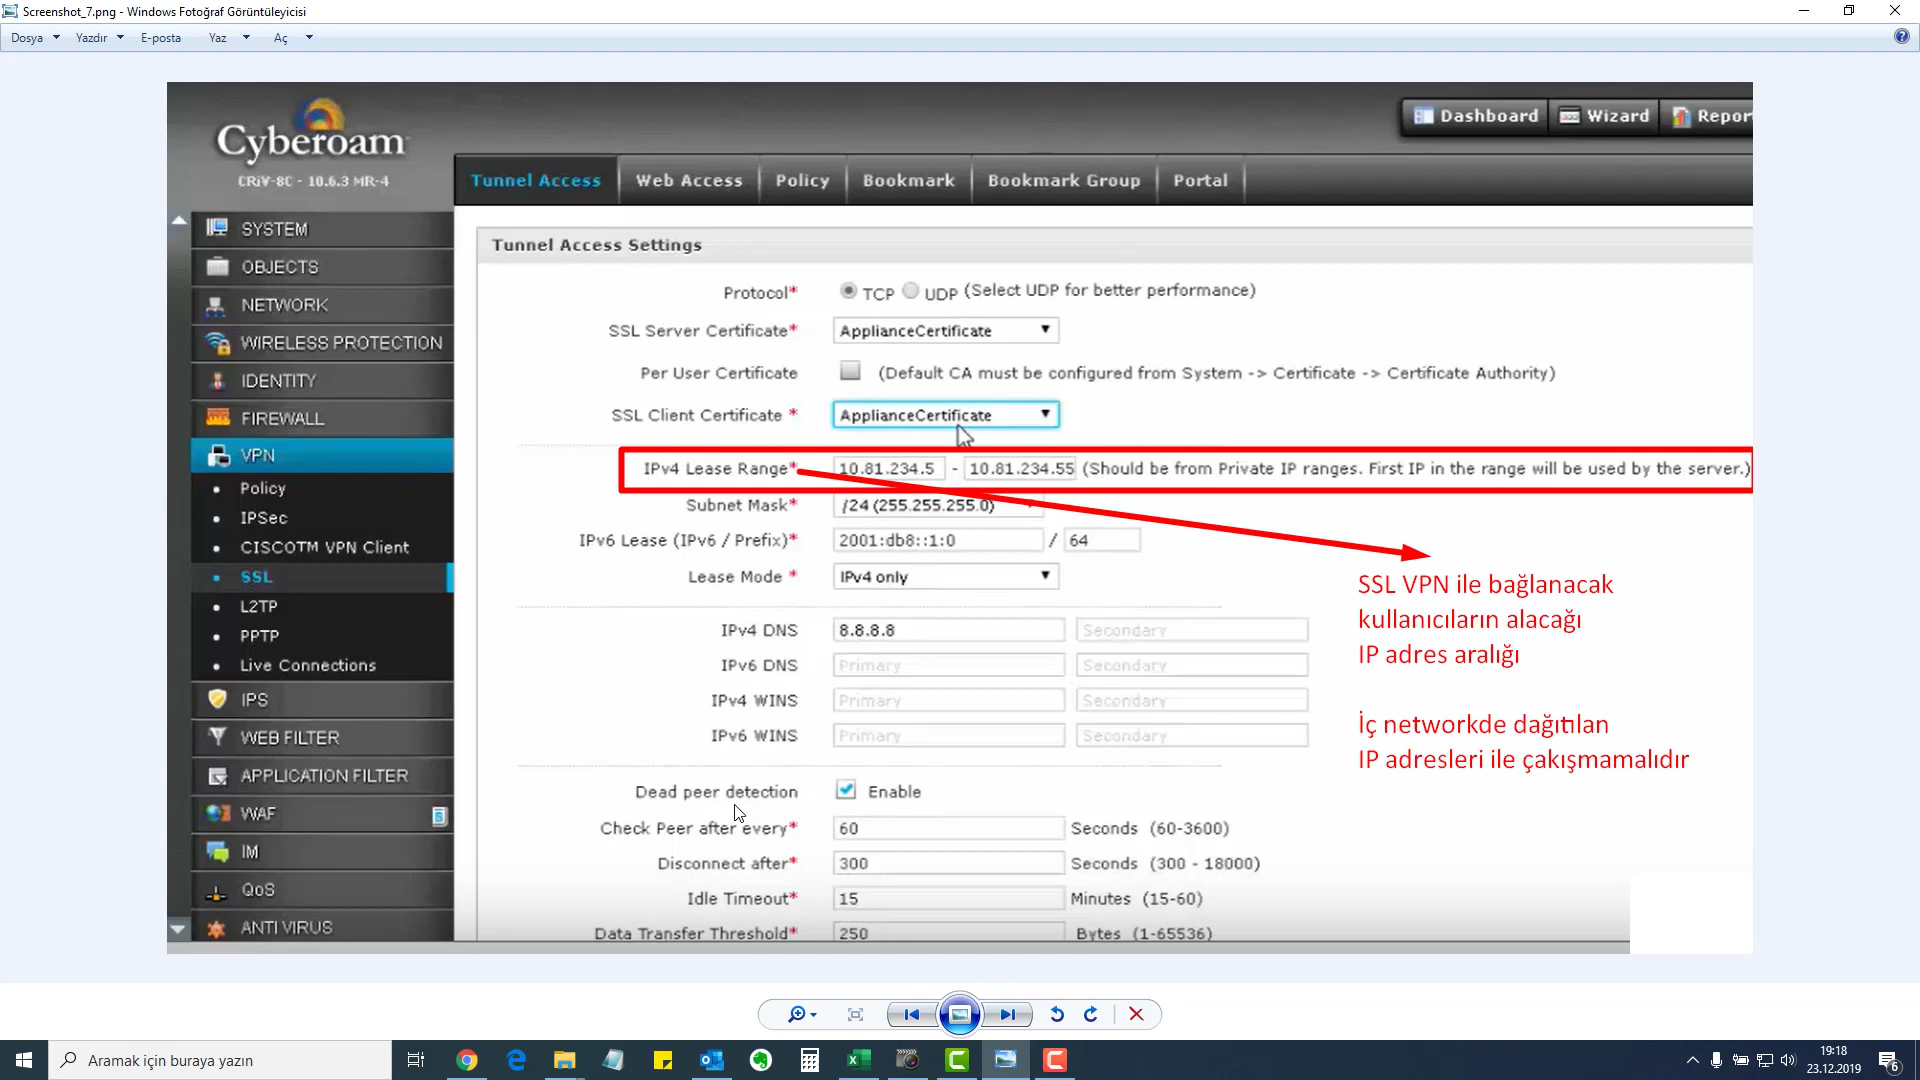 Screenshot_7.png - Windows Fotoğraf Görüntüleyicisi
Dosya Yazdır E-posta Yaz Aç
Cyberoam
CRiV-8C - 10.6.3 MR-4
Dashboard Wizard Repor
Tunnel Access Web Access Policy Bookmark Bookmark Group Portal
SYSTEM
OBJECTS
NETWORK
WIRELESS PROTECTION
IDENTITY
FIREWALL
VPN
Policy
IPSec
CISCOTM VPN Client
SSL
L2TP
PPTP
Live Connections
IPS
WEB FILTER
APPLICATION FILTER
WAF
IM
QoS
ANTI VIRUS
Tunnel Access Settings
Protocol* TCP UDP (Select UDP for better performance)
SSL Server Certificate* ApplianceCertificate
Per User Certificate (Default CA must be configured from System -> Certificate -> Certificate Authority)
SSL Client Certificate * ApplianceCertificate
IPv4 Lease Range* 10.81.234.5 - 10.81.234.55 (Should be from Private IP ranges. First IP in the range will be used by the server.)
Subnet Mask* /24 (255.255.255.0)
IPv6 Lease (IPv6 / Prefix)* 2001:db8::1:0 / 64
Lease Mode * IPv4 only
IPv4 DNS 8.8.8.8 Secondary
IPv6 DNS Primary Secondary
IPv4 WINS Primary Secondary
IPv6 WINS Primary Secondary
Dead peer detection Enable
Check Peer after every* 60 Seconds (60-3600)
Disconnect after* 300 Seconds (300 - 18000)
Idle Timeout* 15 Minutes (15-60)
Data Transfer Threshold* 250 Bytes (1-65536)
SSL VPN ile bağlanacak
kullanıcıların alacağı
IP adres aralığı
İç networkde dağıtılan
IP adresleri ile çakışmamalıdır
Aramak için buraya yazın
19:18
23.12.2019
6